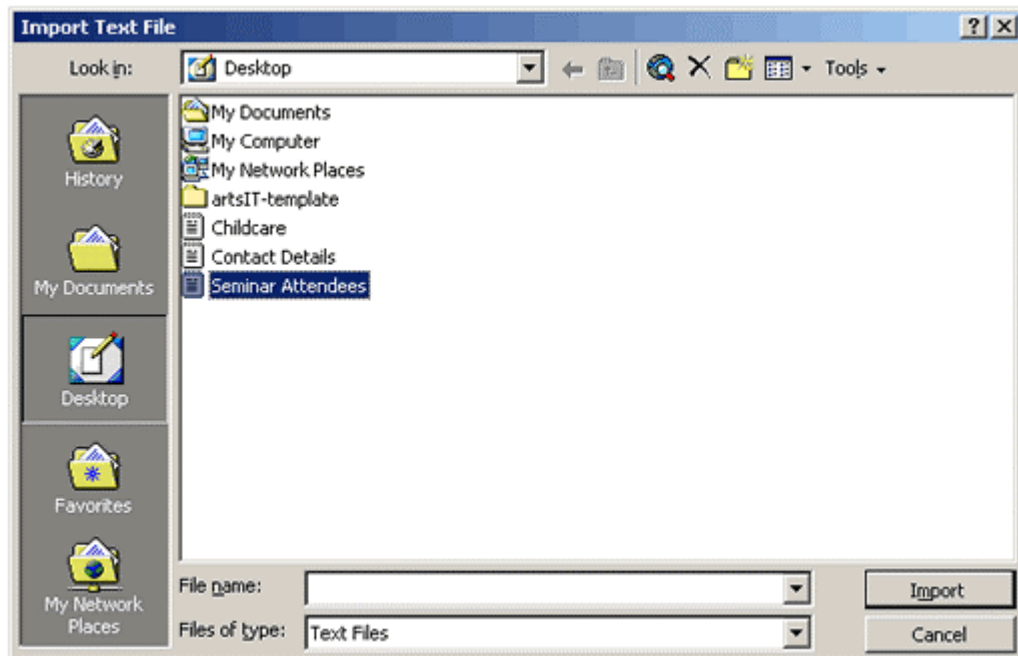 Import Text File
Look in:
Desktop
Tools
History
My Documents
Desktop
Favorites
My Network
Places
My Documents
My Computer
My Network Places
artsIT-template
Childcare
Contact Details
Seminar Attendees
File name:
Import
Files of type:
Text Files
Cancel